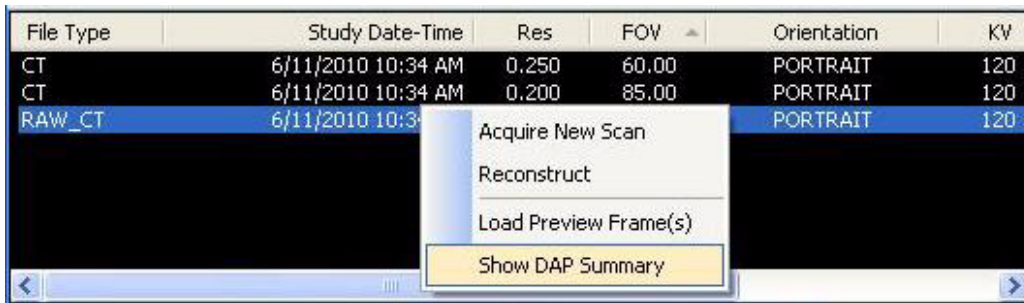 File Type Study Date-Time Res FOV Orientation KV
CT 6/11/2010 10:34 AM 0.250 60.00 PORTRAIT 120
CT 6/11/2010 10:34 AM 0.200 85.00 PORTRAIT 120
RAW_CT 6/11/2010 10:3 PORTRAIT 120
Acquire New Scan
Reconstruct
Load Preview Frame(s)
Show DAP Summary